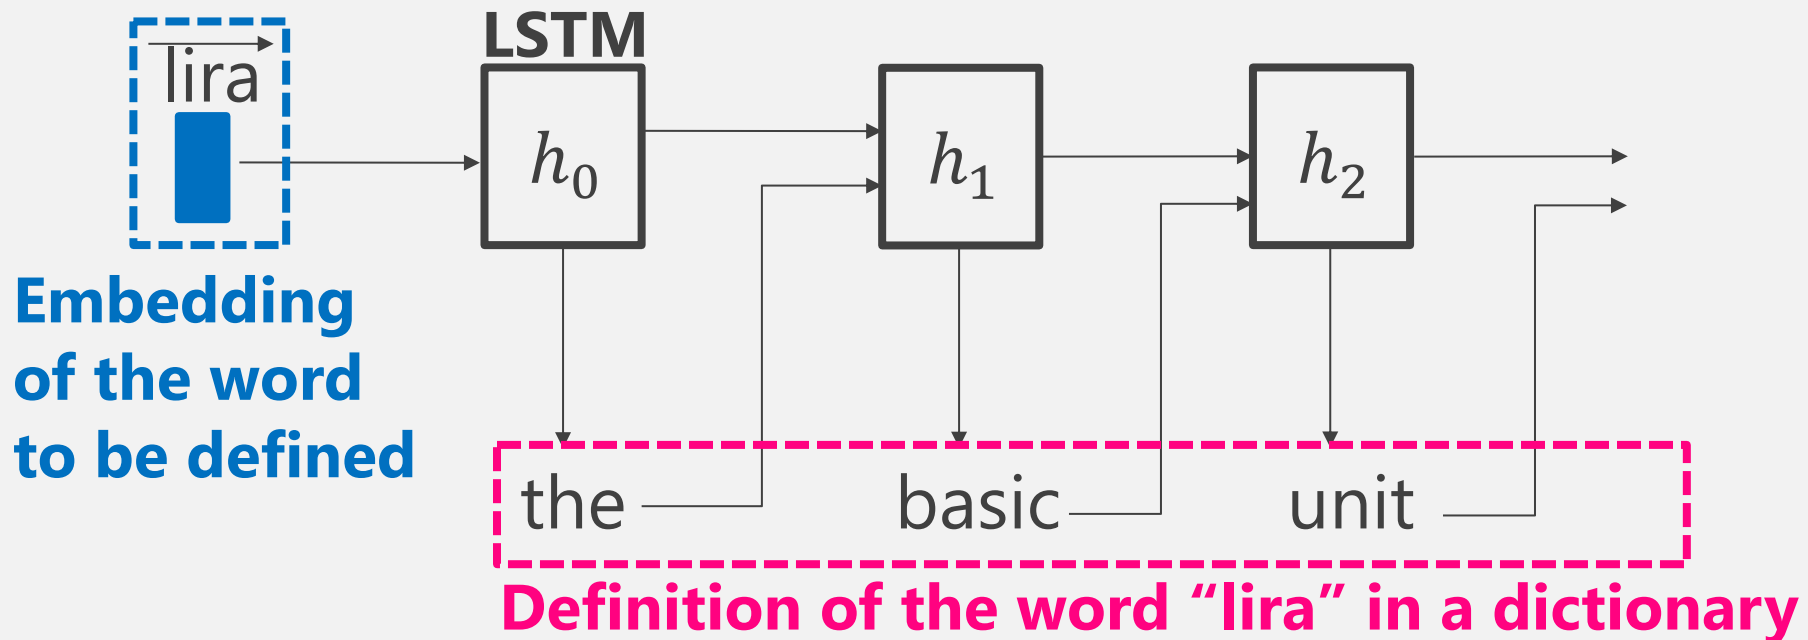 LSTM
lira
h₀
h₁
h₂
Embedding
of the word
to be defined
the
basic
unit
Definition of the word “lira” in a dictionary